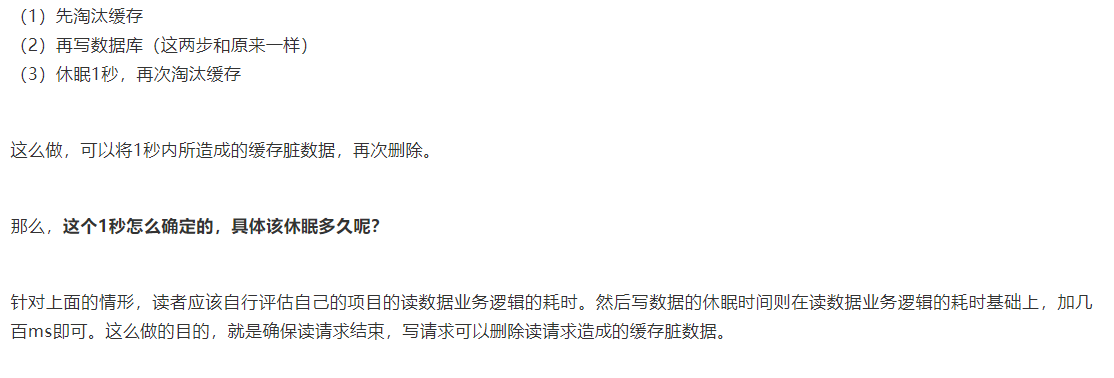 （1）先淘汰缓存
（2）再写数据库（这两步和原来一样）
（3）休眠1秒，再次淘汰缓存
这么做，可以将1秒内所造成的缓存脏数据，再次删除。
那么，这个1秒怎么确定的，具体该休眠多久呢？
针对上面的情形，读者应该自行评估自己的项目的读数据业务逻辑的耗时。然后写数据的休眠时间则在读数据业务逻辑的耗时基础上，加几
百ms即可。这么做的目的，就是确保读请求结束，写请求可以删除读请求造成的缓存脏数据。